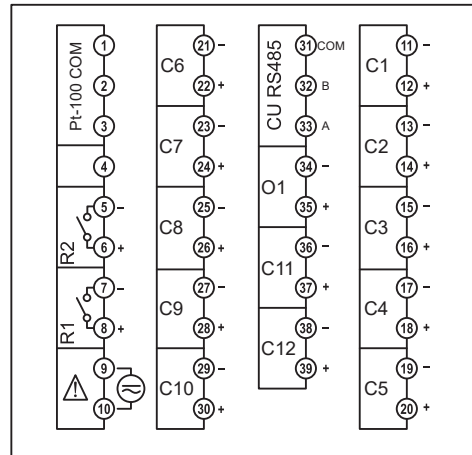 Pt-100 COM
1
2
3
4
R2
5 −
6 +
R1
7 −
8 +
9
10
C6
21 −
22 +
C7
23 −
24 +
C8
25 −
26 +
C9
27 −
28 +
C10
29 −
30 +
CU RS485
31 COM
32 B
33 A
O1
34 −
35 +
C11
36 −
37 +
C12
38 −
39 +
C1
11 −
12 +
C2
13 −
14 +
C3
15 −
16 +
C4
17 −
18 +
C5
19 −
20 +